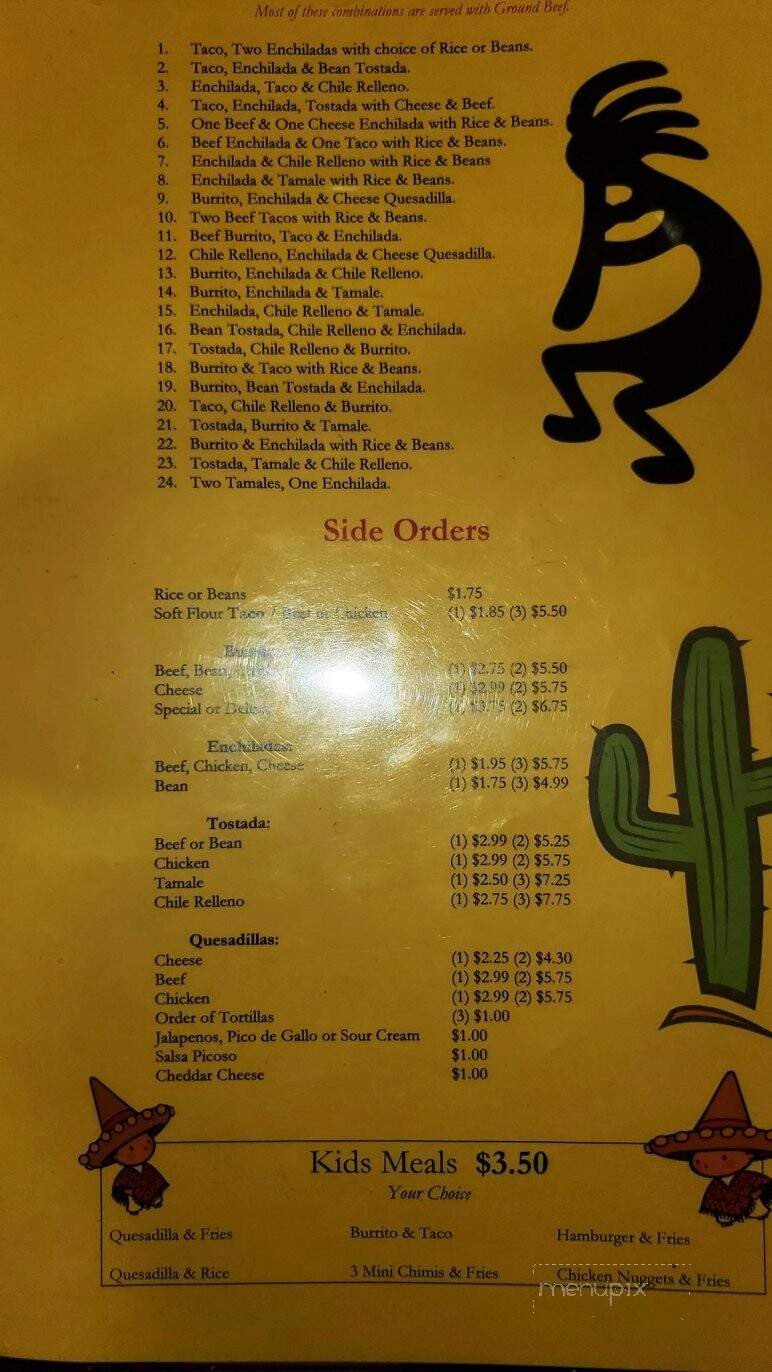 Most of these combinations are served with Ground Beef.
1. Taco, Two Enchiladas with choice of Rice or Beans.
2. Taco, Enchilada & Bean Tostada.
3. Enchilada, Taco & Chile Relleno.
4. Taco, Enchilada, Tostada with Cheese & Beef.
5. One Beef & One Cheese Enchilada with Rice & Beans.
6. Beef Enchilada & One Taco with Rice & Beans.
7. Enchilada & Chile Relleno with Rice & Beans
8. Enchilada & Tamale with Rice & Beans.
9. Burrito, Enchilada & Cheese Quesadilla.
10. Two Beef Tacos with Rice & Beans.
11. Beef Burrito, Taco & Enchilada.
12. Chile Relleno, Enchilada & Cheese Quesadilla.
13. Burrito, Enchilada & Chile Relleno.
14. Burrito, Enchilada & Tamale.
15. Enchilada, Chile Relleno & Tamale.
16. Bean Tostada, Chile Relleno & Enchilada.
17. Tostada, Chile Relleno & Burrito.
18. Burrito & Taco with Rice & Beans.
19. Burrito, Bean Tostada & Enchilada.
20. Taco, Chile Relleno & Burrito.
21. Tostada, Burrito & Tamale.
22. Burrito & Enchilada with Rice & Beans.
23. Tostada, Tamale & Chile Relleno.
24. Two Tamales, One Enchilada.
Side Orders
Rice or Beans $1.75
Soft Flour Taco / Beef or Chicken (1) $1.85 (3) $5.50
Beef, Bean, (1) $2.75 (2) $5.50
Cheese (1) $2.99 (2) $5.75
Special or (1) $3.75 (2) $6.75
Enchiladas:
Beef, Chicken, Cheese (1) $1.95 (3) $5.75
Bean (1) $1.75 (3) $4.99
Tostada:
Beef or Bean (1) $2.99 (2) $5.25
Chicken (1) $2.99 (2) $5.75
Tamale (1) $2.50 (3) $7.25
Chile Relleno (1) $2.75 (3) $7.75
Quesadillas:
Cheese (1) $2.25 (2) $4.30
Beef (1) $2.99 (2) $5.75
Chicken (1) $2.99 (2) $5.75
Order of Tortillas (3) $1.00
Jalapenos, Pico de Gallo or Sour Cream $1.00
Salsa Picoso $1.00
Cheddar Cheese $1.00
Kids Meals $3.50
Your Choice
Quesadilla & Fries Burrito & Taco Hamburger & Fries
Quesadilla & Rice 3 Mini Chimis & Fries Chicken Nuggets & Fries
menupix